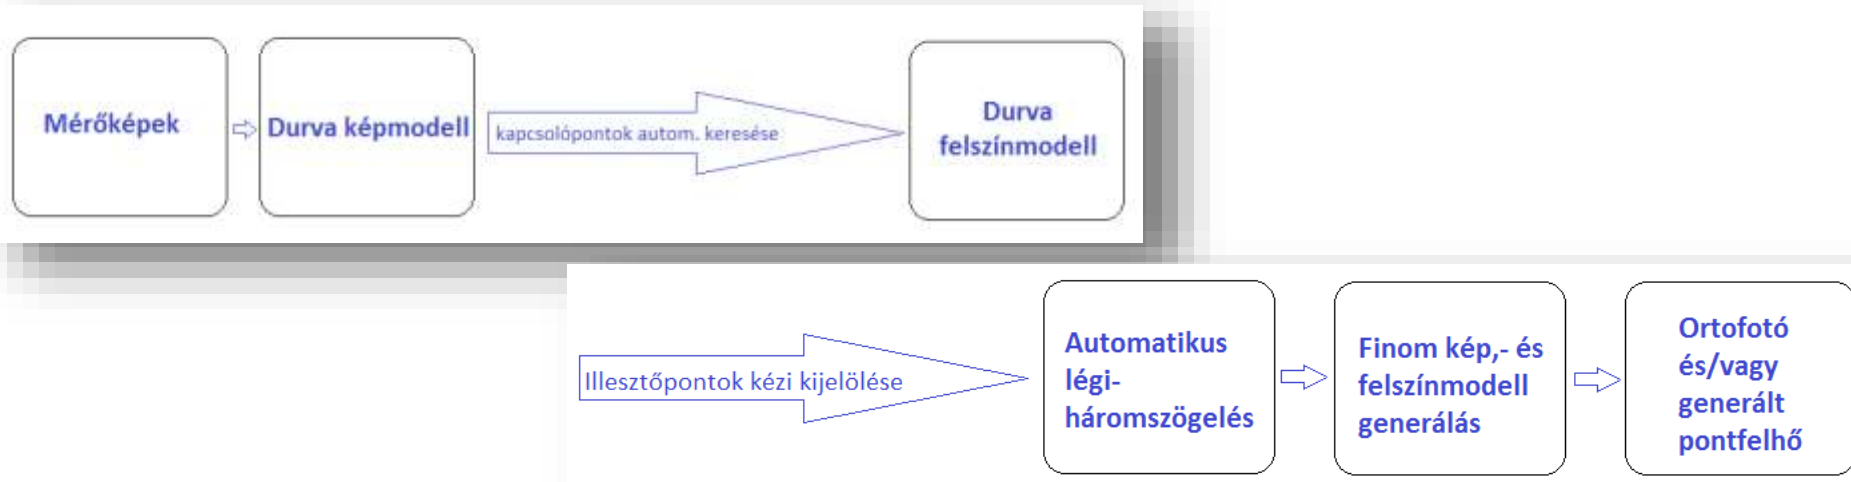 Mérőképek
Durva képmodell
kapcsolópontok autom. keresése
Durva
felszínmodell
Illesztőpontok kézi kijelölése
Automatikus
légi-
háromszögelés
Finom kép,- és
felszínmodell
generálás
Ortofotó
és/vagy
generált
pontfelhő